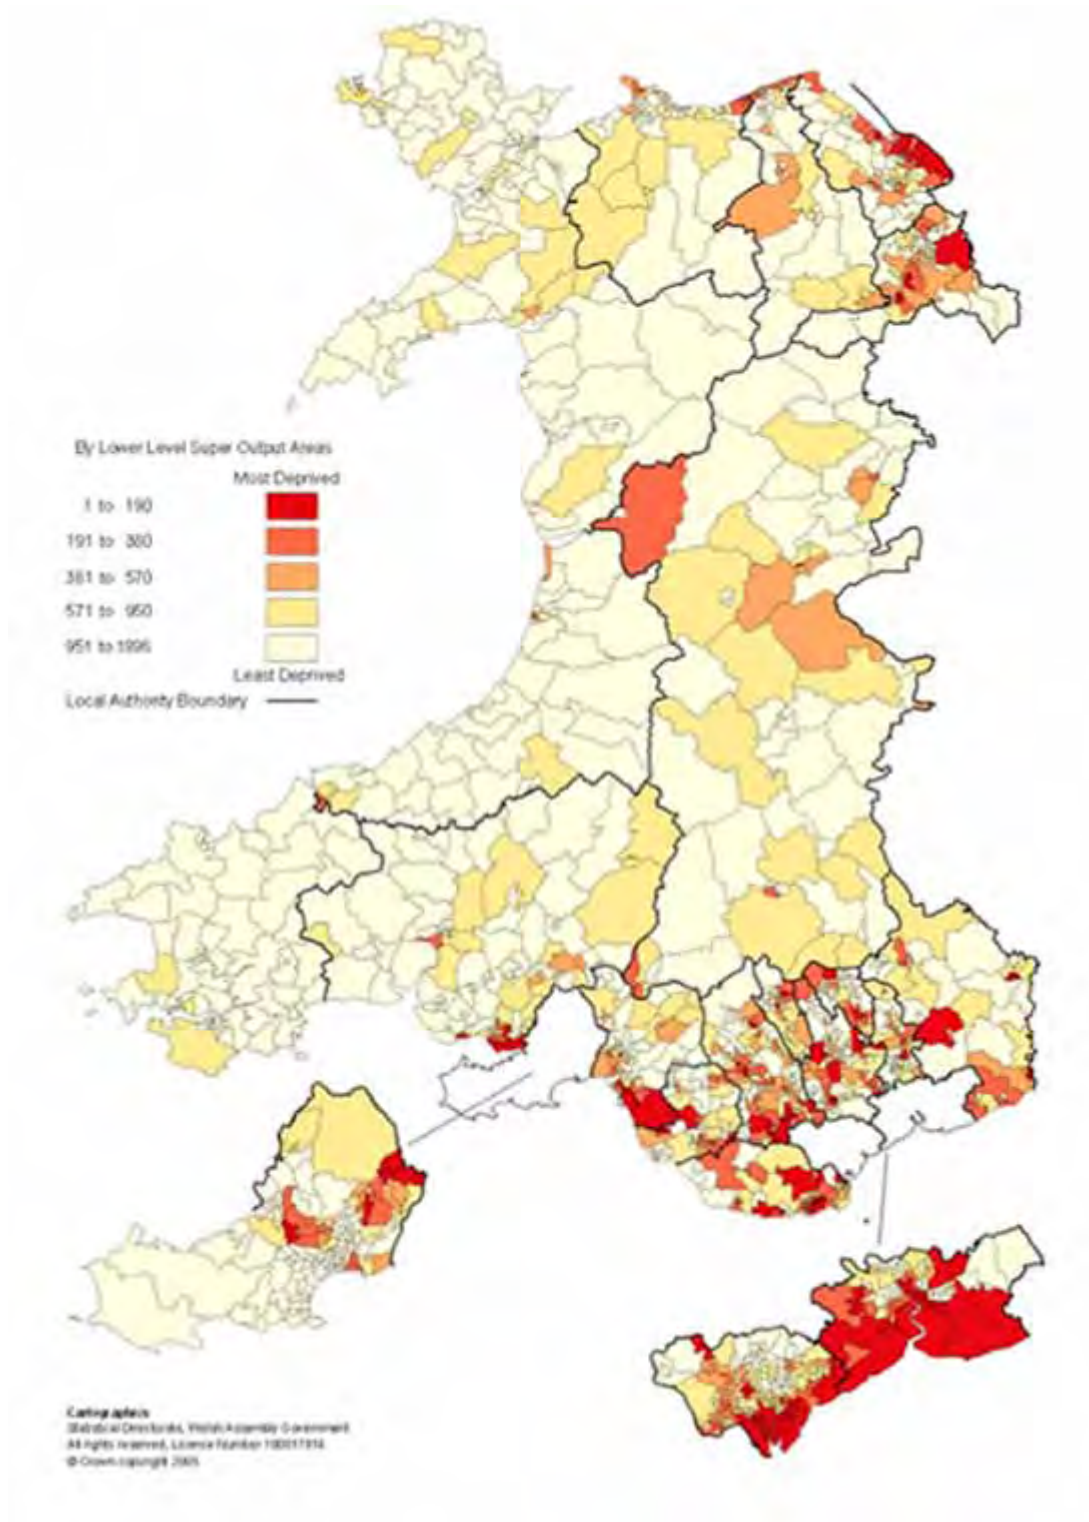 By Lower Level Super Output Areas
Most Deprived
1 to 190
191 to 380
381 to 570
571 to 950
951 to 1896
Least Deprived
Local Authority Boundary
Cartographics
Statistical Directorate, Welsh Assembly Government
All rights reserved, Licence Number
© Crown copyright 2005